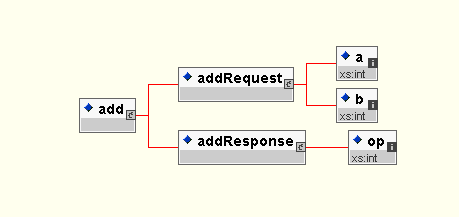 add
addRequest
a
xs:int
b
xs:int
addResponse
op
xs:int